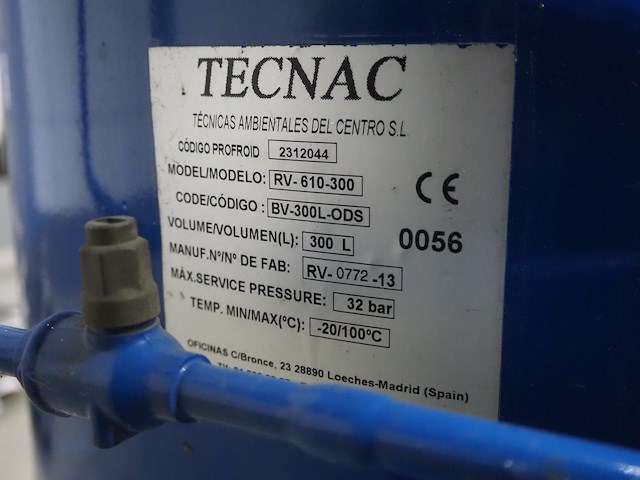 TECNAC
TÉCNICAS AMBIENTALES DEL CENTRO S.L
CÓDIGO PROFROID 2312044
MODEL/MODELO: RV-610-300
CODE/CÓDIGO: BV-300L-ODS
VOLUME/VOLUMEN(L): 300 L
MANUF.Nº/Nº DE FAB: RV-0772-13
MÁX.SERVICE PRESSURE: 32 bar
TEMP. MIN/MAX(ºC): -20/100ºC
CE
0056
OFICINAS C/Bronce, 23 28890 Loeches-Madrid (Spain)